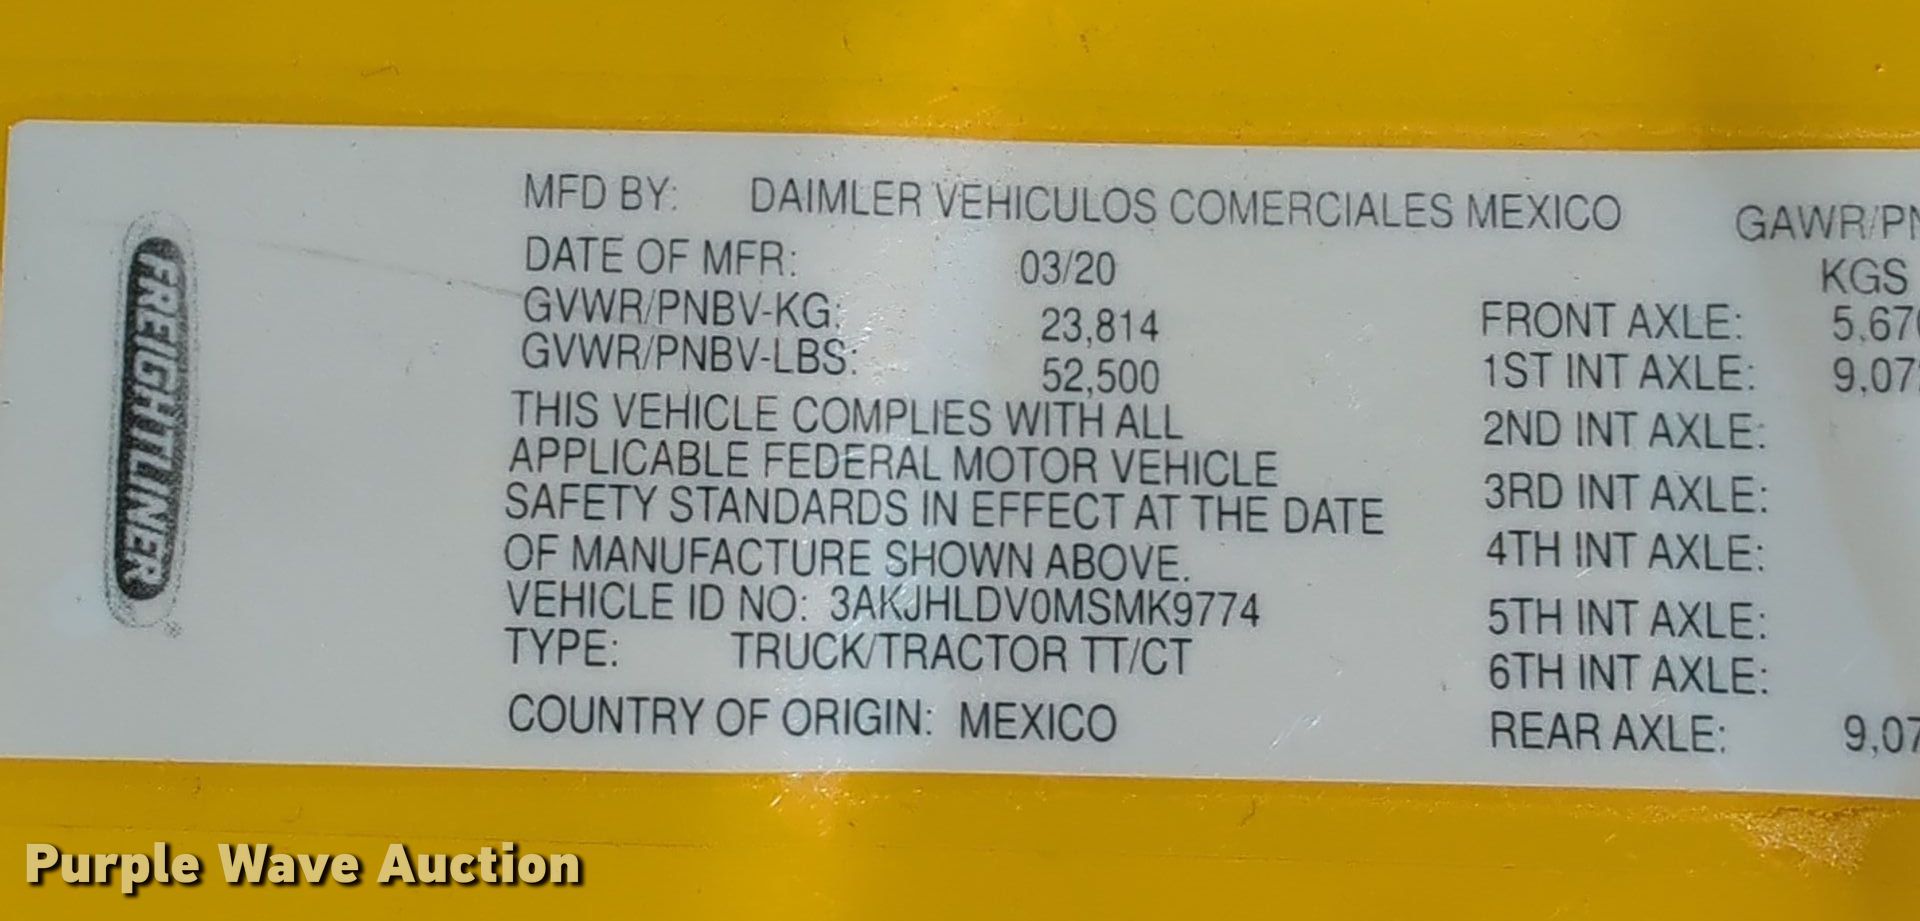 FREIGHTLINER
MFD BY: DAIMLER VEHICULOS COMERCIALES MEXICO
DATE OF MFR: 03/20
GVWR/PNBV-KG: 23,814
GVWR/PNBV-LBS: 52,500
THIS VEHICLE COMPLIES WITH ALL
APPLICABLE FEDERAL MOTOR VEHICLE
SAFETY STANDARDS IN EFFECT AT THE DATE
OF MANUFACTURE SHOWN ABOVE.
VEHICLE ID NO: 3AKJHLDV0MSMK9774
TYPE: TRUCK/TRACTOR TT/CT
COUNTRY OF ORIGIN: MEXICO
KGS
FRONT AXLE:
1ST INT AXLE:
2ND INT AXLE:
3RD INT AXLE:
4TH INT AXLE:
5TH INT AXLE:
6TH INT AXLE:
REAR AXLE:
Purple Wave Auction